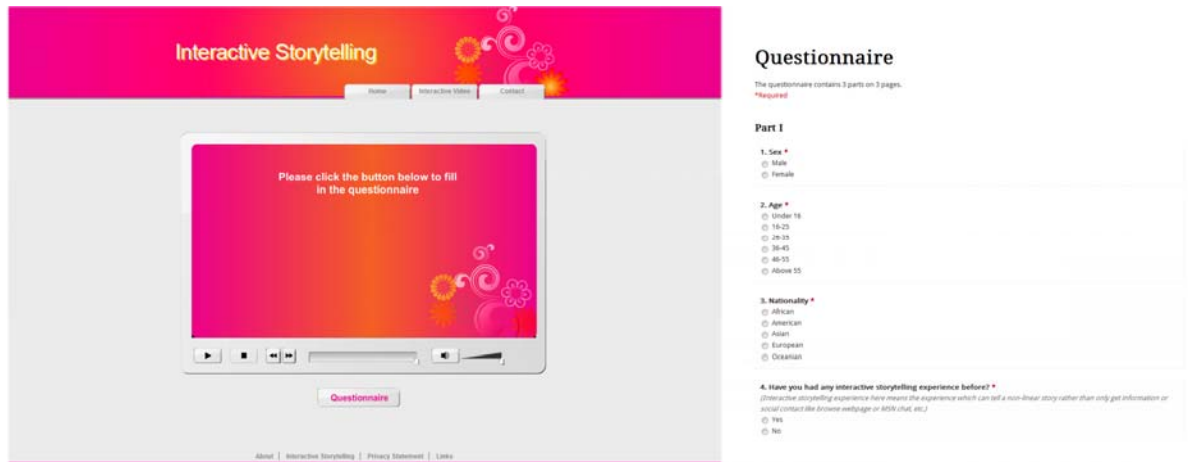 Interactive Storytelling
Home
Interactive Video
Contact
Please click the button below to fill
in the questionnaire
Questionnaire
About | Interactive Storytelling | Privacy Statement | Links
Questionnaire
The questionnaire contains 3 parts on 3 pages.
*Required
Part I
1. Sex *
Male
Female
2. Age *
Under 16
16-25
26-35
36-45
46-55
Above 55
3. Nationality *
African
American
Asian
European
Oceanian
4. Have you had any interactive storytelling experience before? *
(Interactive storytelling experience here means the experience which can tell a non-linear story rather than only get information or
social contact like browse webpage or MSN chat, etc.)
Yes
No